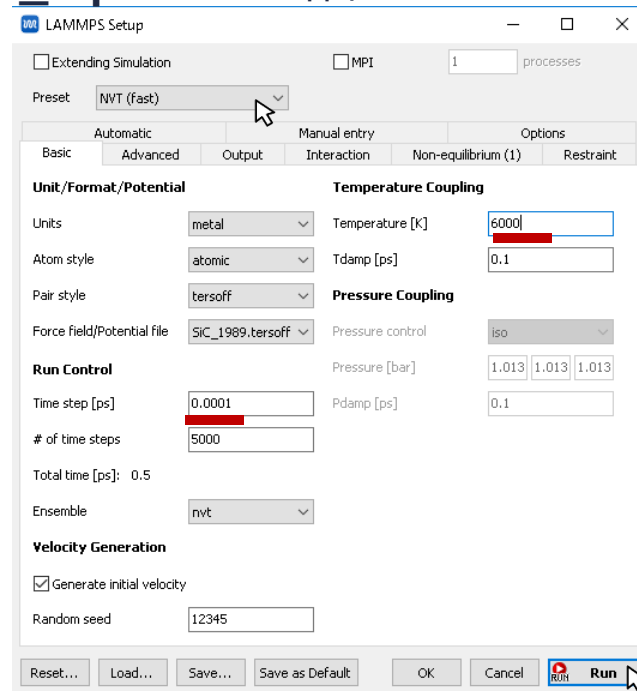 LAMMPS Setup
Extending Simulation MPI 1 processes
Preset NVT (fast)
Automatic Manual entry Options
Basic Advanced Output Interaction Non-equilibrium (1) Restraint
Unit/Format/Potential Temperature Coupling
Units metal Temperature [K] 6000
Atom style atomic Tdamp [ps] 0.1
Pair style tersoff Pressure Coupling
Force field/Potential file SiC_1989.tersoff Pressure control iso
Run Control Pressure [bar] 1.013 1.013 1.013
Time step [ps] 0.0001 Pdamp [ps] 0.1
# of time steps 5000
Total time [ps]: 0.5
Ensemble nvt
Velocity Generation
Generate initial velocity
Random seed 12345
Reset... Load... Save... Save as Default OK Cancel RUN Run